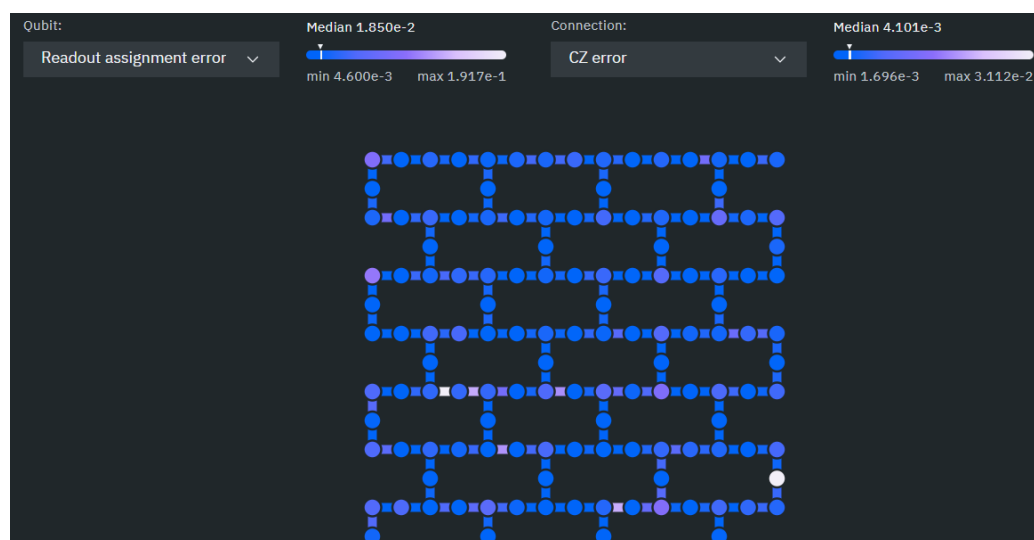 Qubit:
Readout assignment error
Median 1.850e-2
min 4.600e-3 max 1.917e-1
Connection:
CZ error
Median 4.101e-3
min 1.696e-3 max 3.112e-2